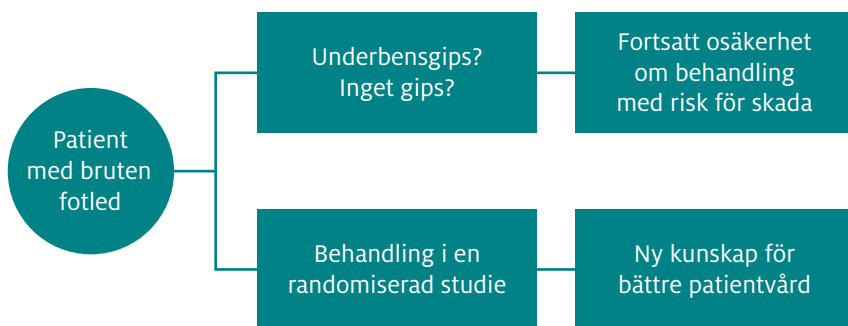 Patient
med bruten
fotled
Underbensgips?
Inget gips?
Fortsatt osäkerhet
om behandling
med risk för skada
Behandling i en
randomiserad studie
Ny kunskap för
bättre patientvård